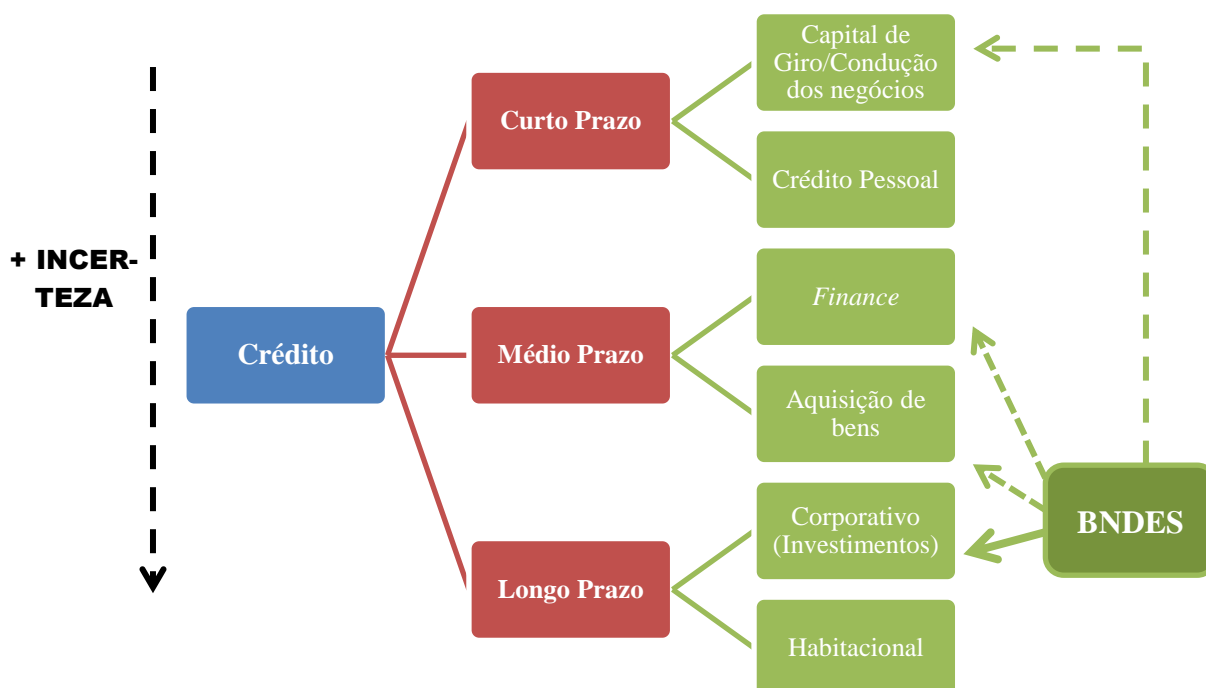 Capital de
Giro/Condução
dos negócios
Curto Prazo
Crédito Pessoal
+ INCER-
TEZA
Finance
Crédito
Médio Prazo
Aquisição de
bens
Corporativo
(Investimentos)
BNDES
Longo Prazo
Habitacional